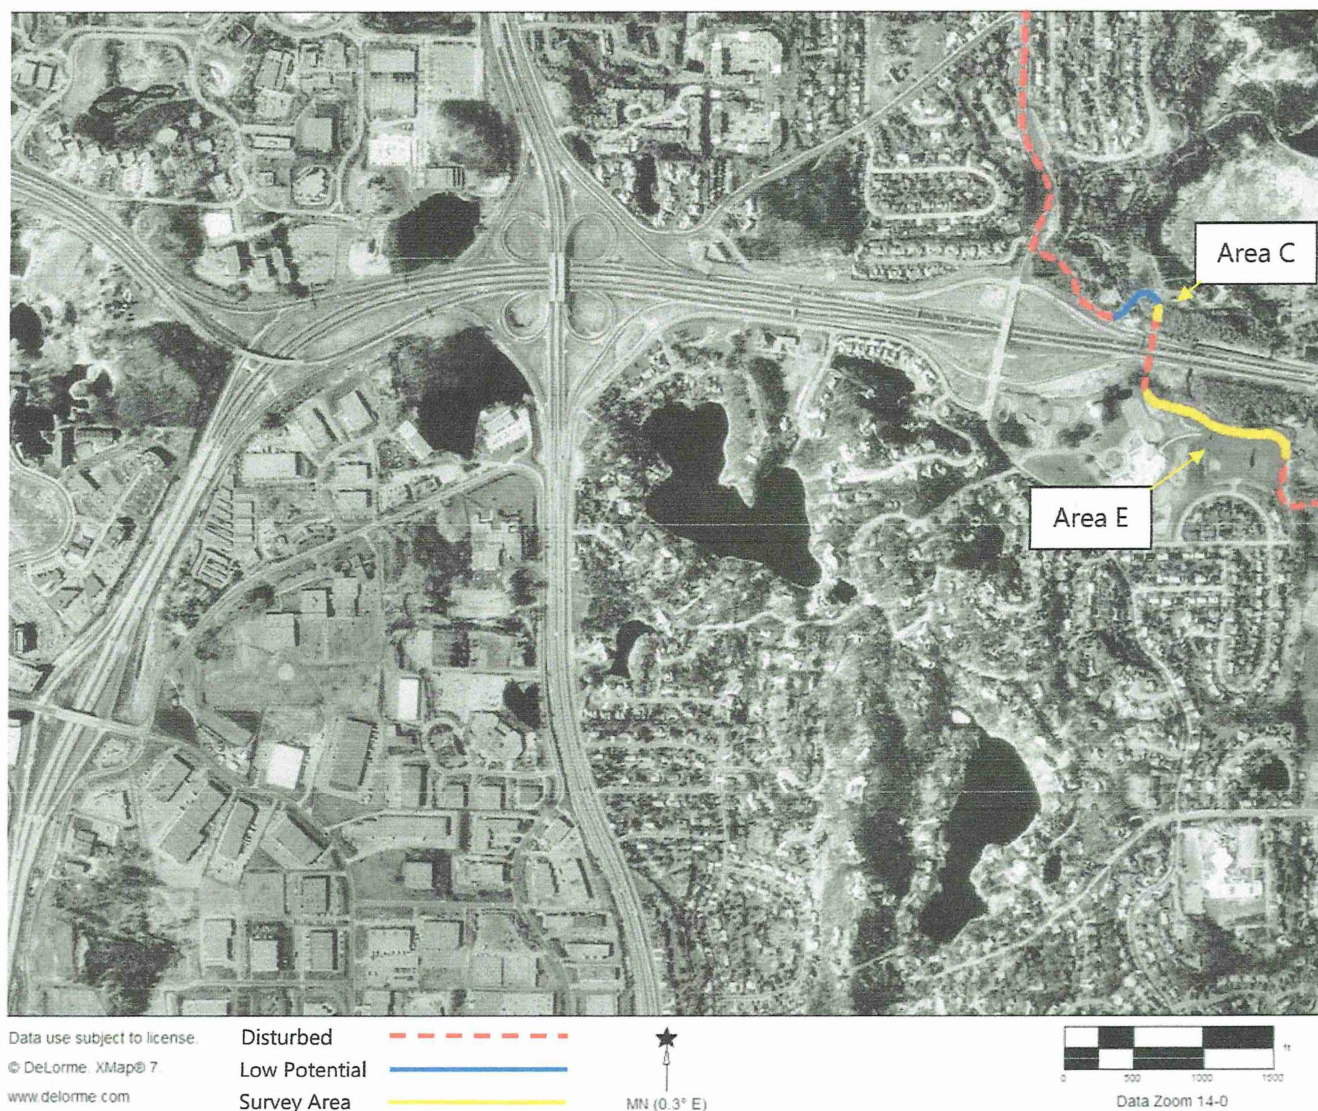 Area C
Area E
Data use subject to license.
© DeLorme. XMap® 7.
www.delorme.com
Disturbed
Low Potential
Survey Area
MN (0.3° E)
ft
0 500 1000 1500
Data Zoom 14-0